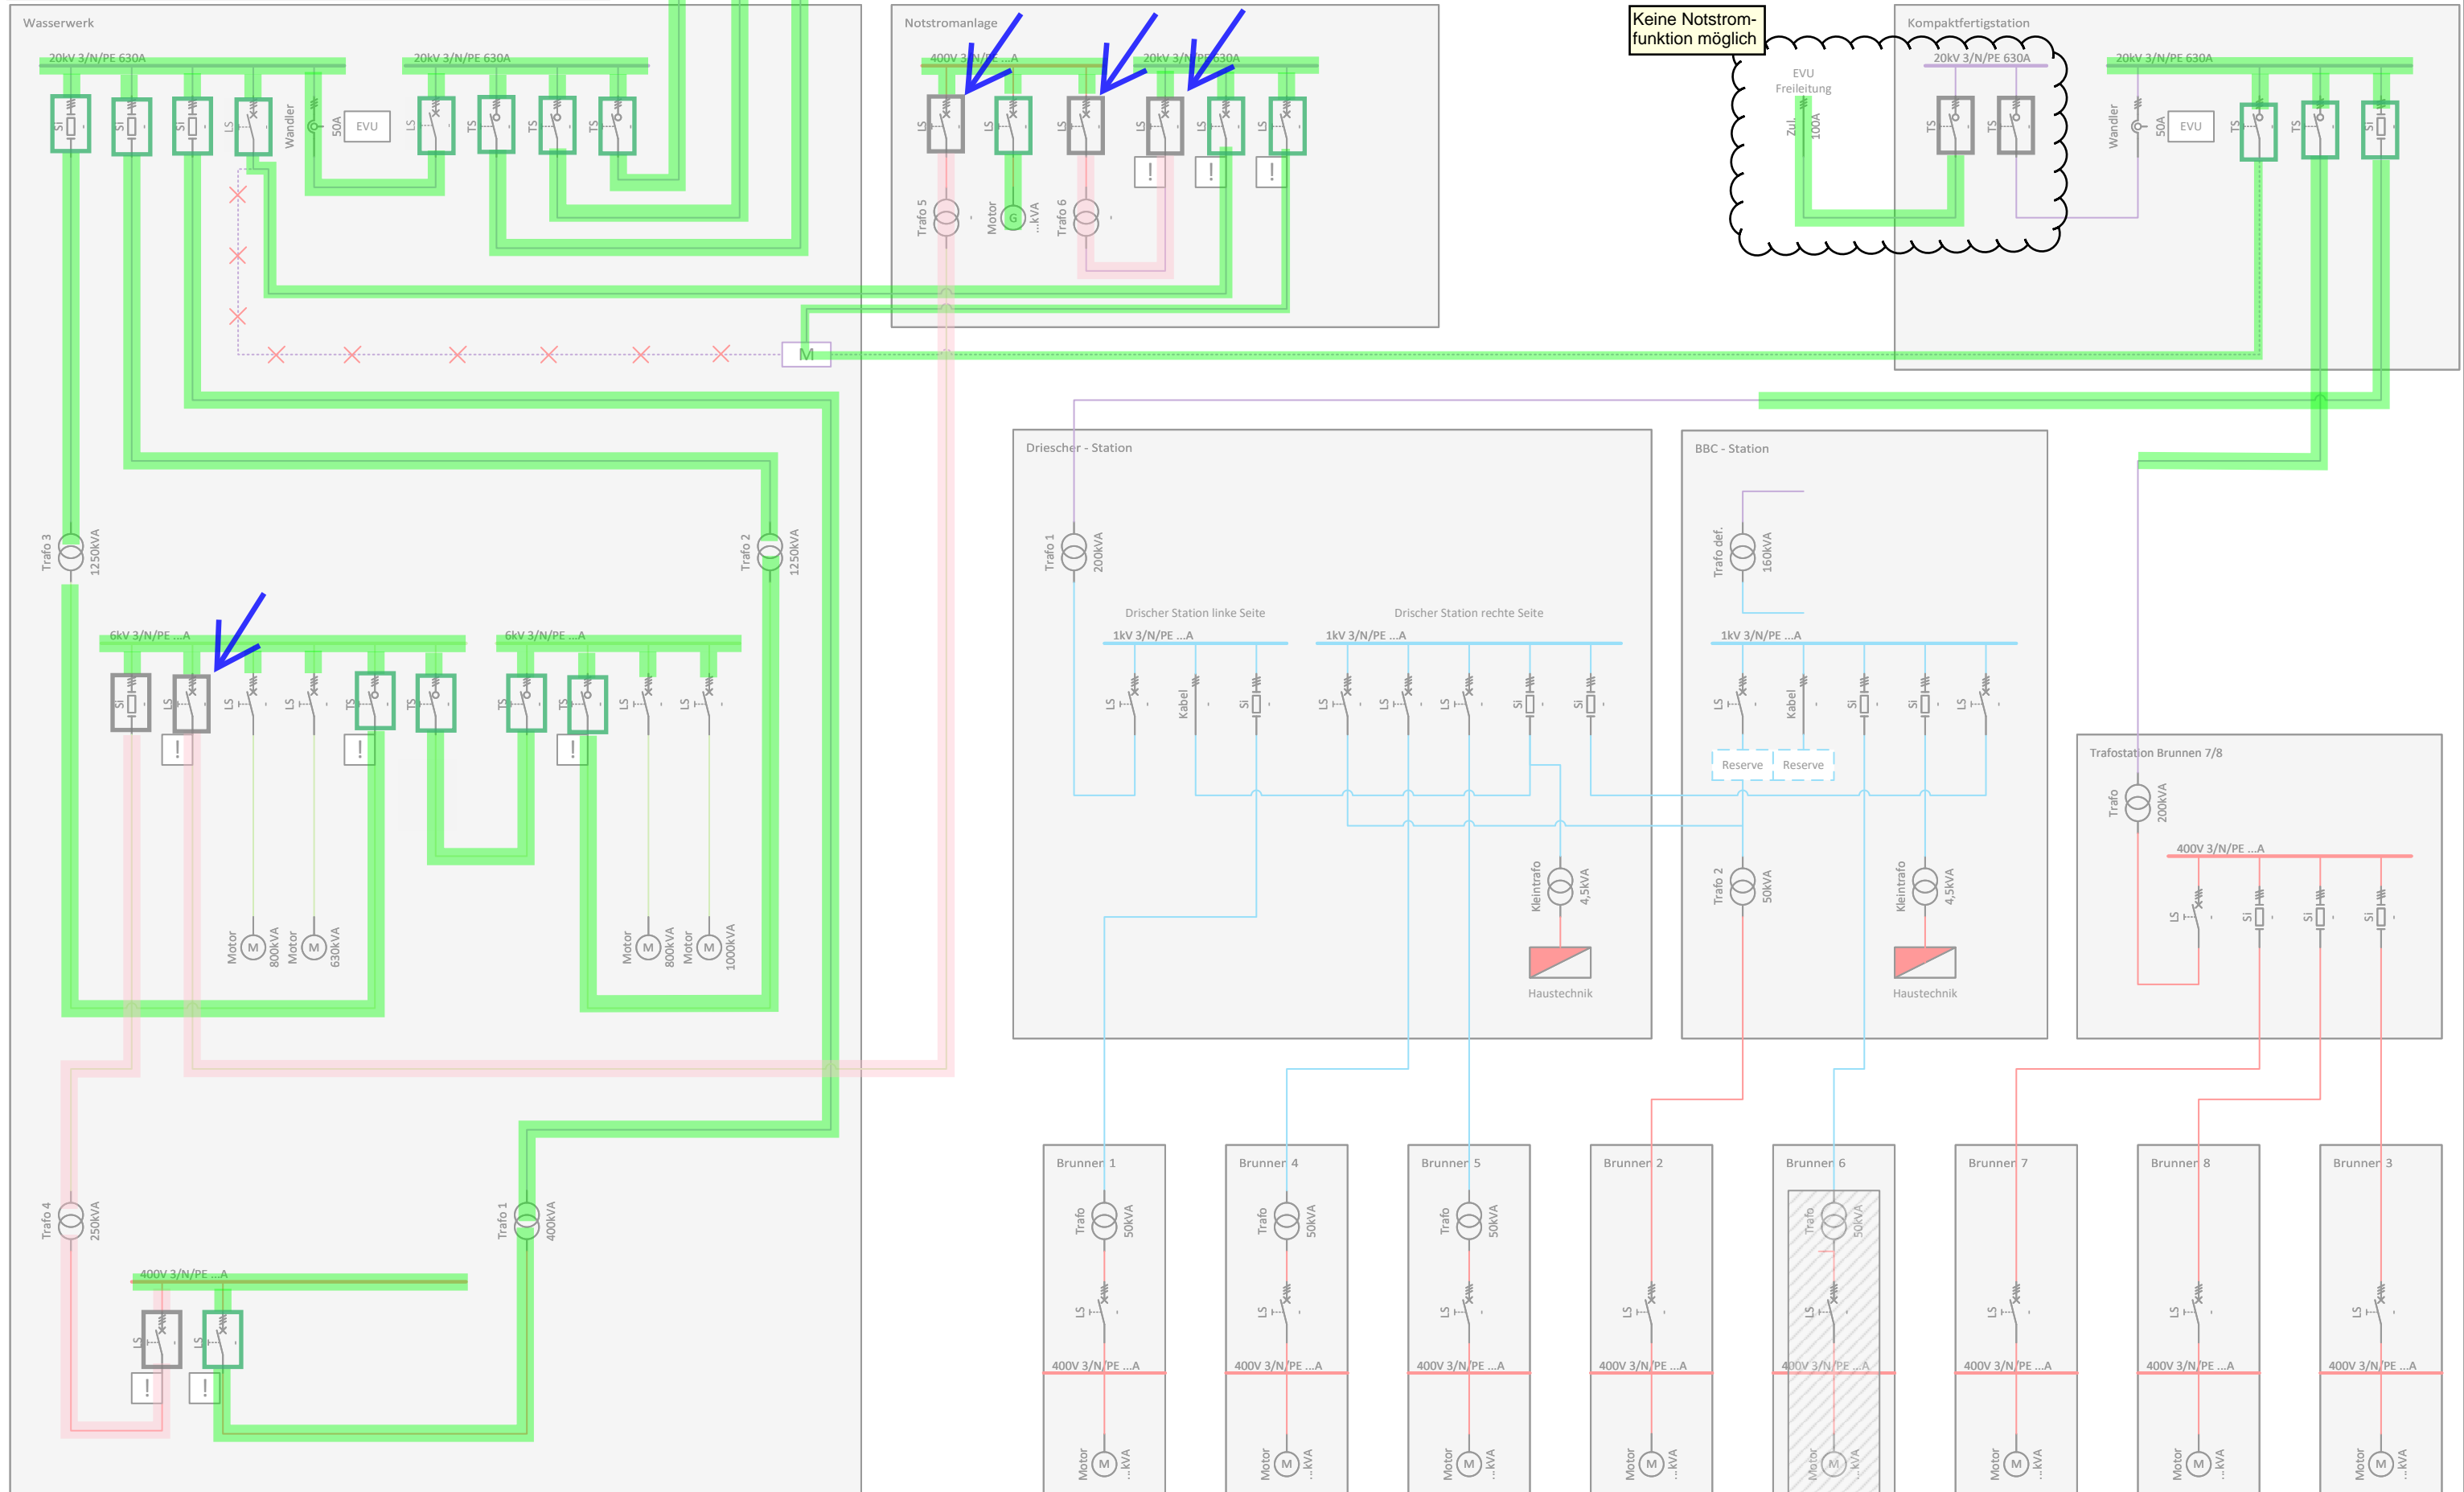 Wasserwerk
20kV 3/N/PE 630A
20kV 3/N/PE 630A
Si
-
Si
-
Si
-
LS
-
Wandler
50A
EVU
LS
-
TS
-
TS
-
TS
-
Notstromanlage
400V 3/N/PE ...A
20kV 3/N/PE 630A
LS
-
LS
-
LS
-
LS
-
LS
-
LS
-
!
!
!
Trafo 5
-
Motor
G
...kVA
Trafo 6
-
Keine Notstrom-
funktion möglich
EVU
Freileitung
Zul.
100A
Kompaktfertigstation
20kV 3/N/PE 630A
20kV 3/N/PE 630A
TS
-
TS
-
Wandler
50A
EVU
TS
-
TS
-
Si
-
M
Trafo 3
1250kVA
Trafo 2
1250kVA
6kV 3/N/PE ...A
6kV 3/N/PE ...A
Si
-
LS
-
LS
-
LS
-
TS
-
TS
-
TS
-
TS
-
LS
-
LS
-
!
!
!
Motor
M
800kVA
Motor
M
630kVA
Motor
M
800kVA
Motor
M
1000kVA
Trafo 4
250kVA
Trafo 1
400kVA
400V 3/N/PE ...A
LS
-
LS
-
!
!
Driescher - Station
Trafo 1
200kVA
Drischer Station linke Seite
Drischer Station rechte Seite
1kV 3/N/PE ...A
1kV 3/N/PE ...A
LS
-
Kabel
-
Si
-
LS
-
LS
-
LS
-
Si
-
Si
-
Kleintrafo
4,5kVA
Haustechnik
BBC - Station
Trafo def.
160kVA
1kV 3/N/PE ...A
LS
-
Kabel
-
Si
-
Si
-
LS
-
Reserve
Reserve
Trafo 2
50kVA
Kleintrafo
4,5kVA
Haustechnik
Trafostation Brunnen 7/8
Trafo
200kVA
400V 3/N/PE ...A
LS
-
Si
-
Si
-
Si
-
Brunnen 1
Trafo
50kVA
LS
-
400V 3/N/PE ...A
Motor
M
...kVA
Brunnen 4
Trafo
50kVA
LS
-
400V 3/N/PE ...A
Motor
M
...kVA
Brunnen 5
Trafo
50kVA
LS
-
400V 3/N/PE ...A
Motor
M
...kVA
Brunnen 2
LS
-
400V 3/N/PE ...A
Motor
M
...kVA
Brunnen 6
Trafo
50kVA
LS
-
400V 3/N/PE ...A
Motor
M
...kVA
Brunnen 7
LS
-
400V 3/N/PE ...A
Motor
M
...kVA
Brunnen 8
LS
-
400V 3/N/PE ...A
Motor
M
...kVA
Brunnen 3
LS
-
400V 3/N/PE ...A
Motor
M
...kVA